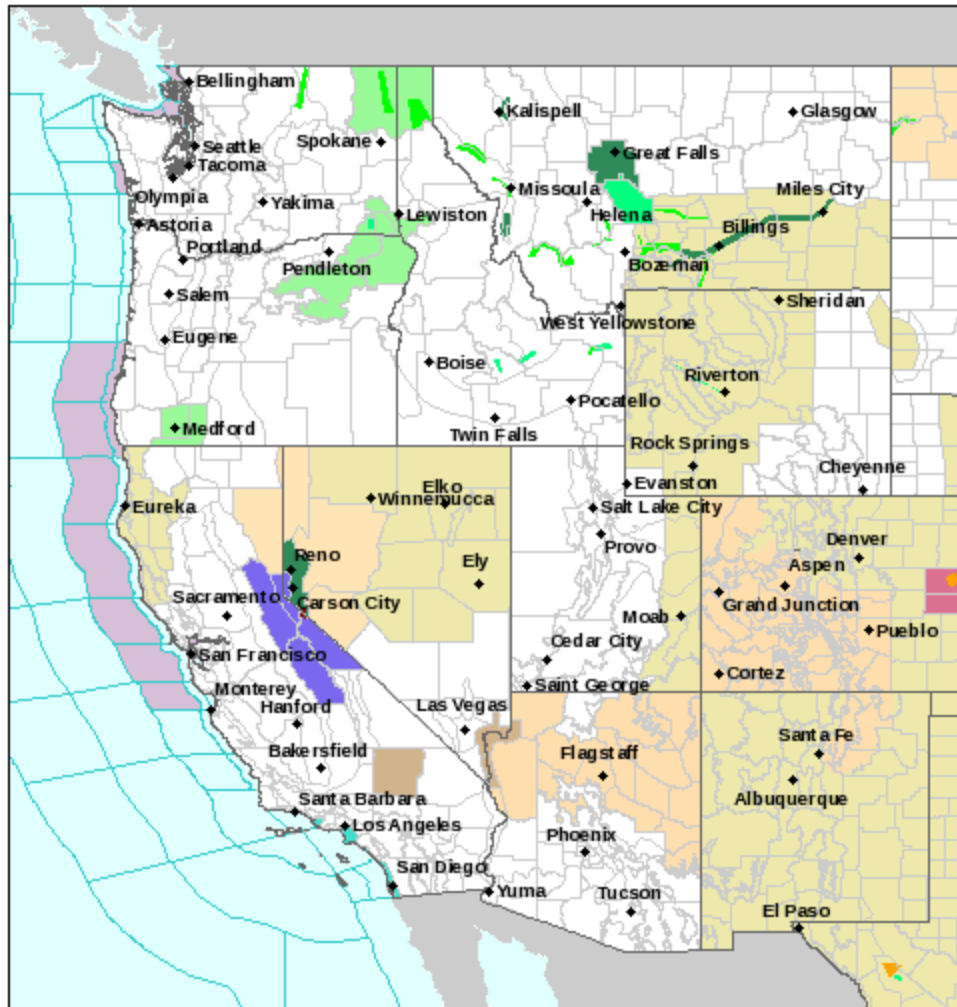 Bellingham
Kalispell
Glasgow
Spokane
Seattle
Great Falls
Tacoma
Missoula
Miles City
Olympia
Yakima
Lewiston
Helena
Astoria
Billings
Portland
Pendleton
Bozeman
Salem
Sheridan
West Yellowstone
Eugene
Boise
Riverton
Pocatello
Medford
Twin Falls
Rock Springs
Cheyenne
Elko
Evanston
Winnemucca
Eureka
Salt Lake City
Denver
Provo
Reno
Ely
Aspen
Sacramento
Carson City
Grand Junction
Moab
Pueblo
Cedar City
San Francisco
Cortez
Saint George
Monterey
Hanford
Las Vegas
Santa Fe
Bakersfield
Flagstaff
Santa Barbara
Albuquerque
Los Angeles
Phoenix
San Diego
Yuma
Tucson
El Paso